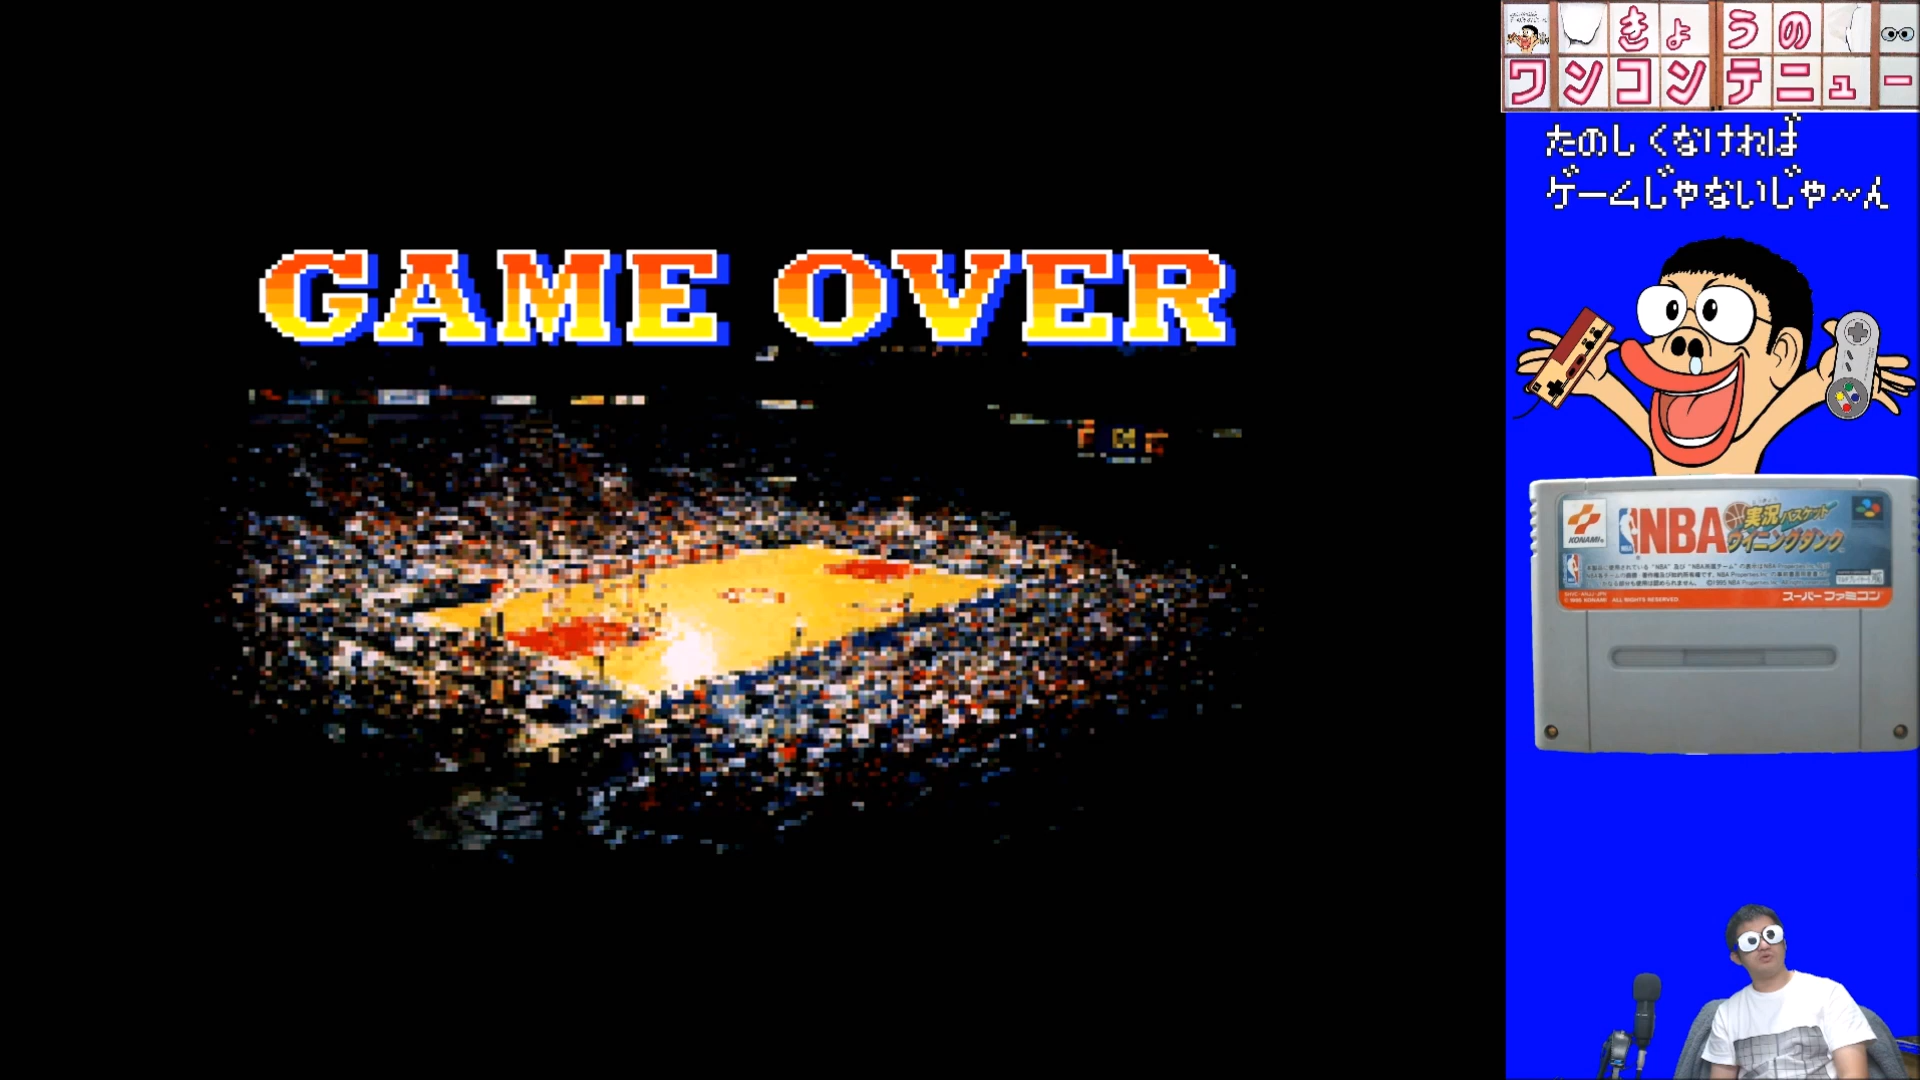 きょうの
ワンコンテニュー
たのしくなければ
ゲームじゃないじゃ〜ん
GAME OVER
KONAMI
NBA 実況バスケット
ウイニングダンク
ALL RIGHTS RESERVED.
スーパーファミコン